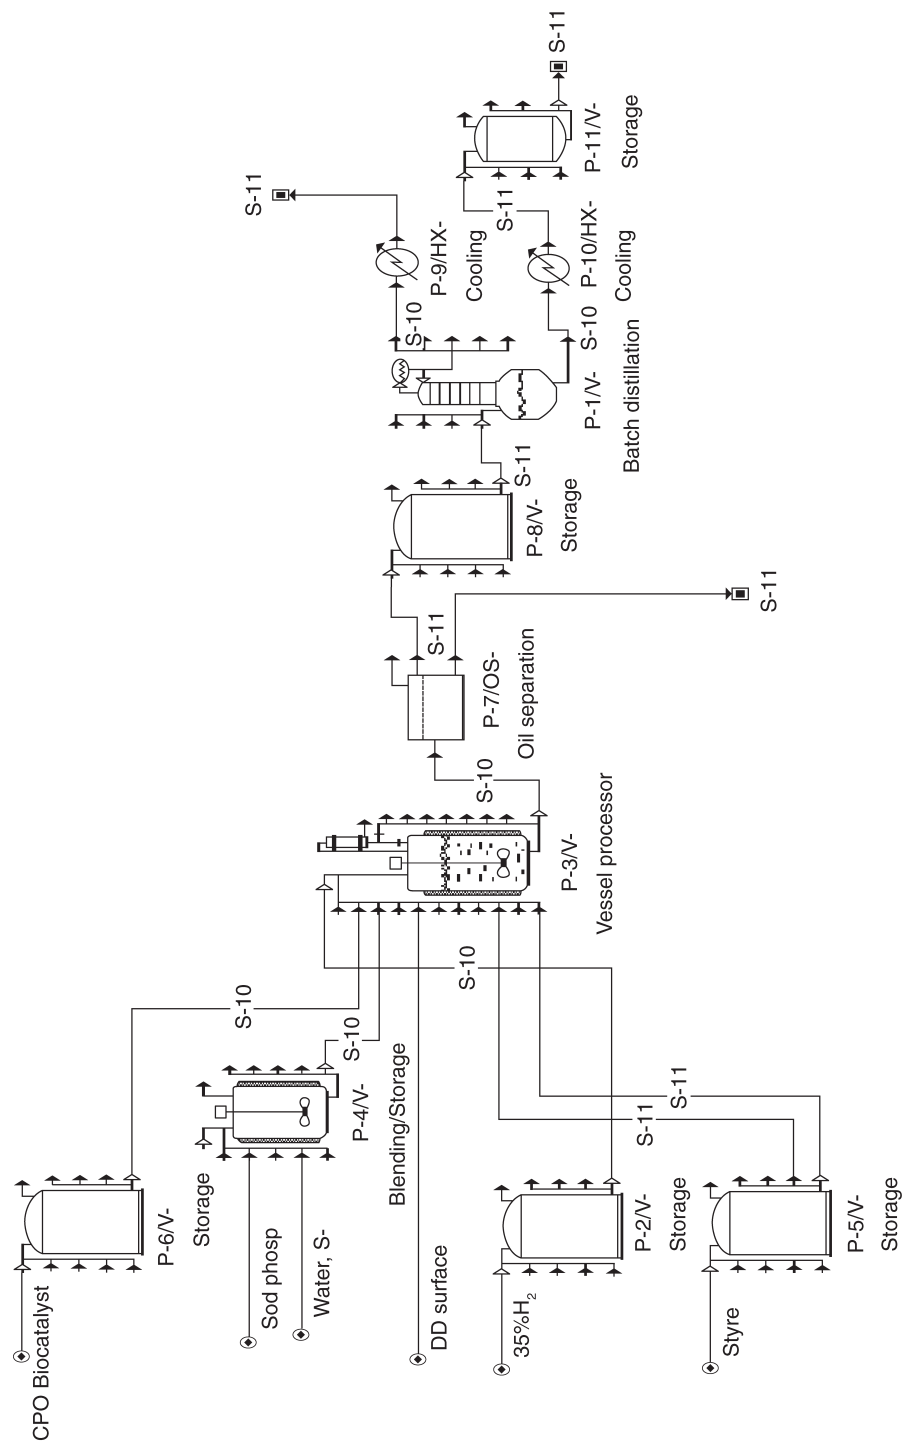 CPO Biocatalyst
P-6/V-
Storage
S-10
Sod phosp
Water, S-
P-4/V-
Blending/Storage
S-10
DD surface
35%H₂
P-2/V-
Storage
S-10
Styre
P-5/V-
Storage
S-11
S-11
P-3/V-
Vessel processor
S-10
P-7/OS-
Oil separation
S-11
S-11
P-8/V-
Storage
S-11
P-1/V-
Batch distillation
S-10
S-10
P-9/HX-
Cooling
S-11
P-10/HX-
Cooling
S-11
P-11/V-
Storage
S-11